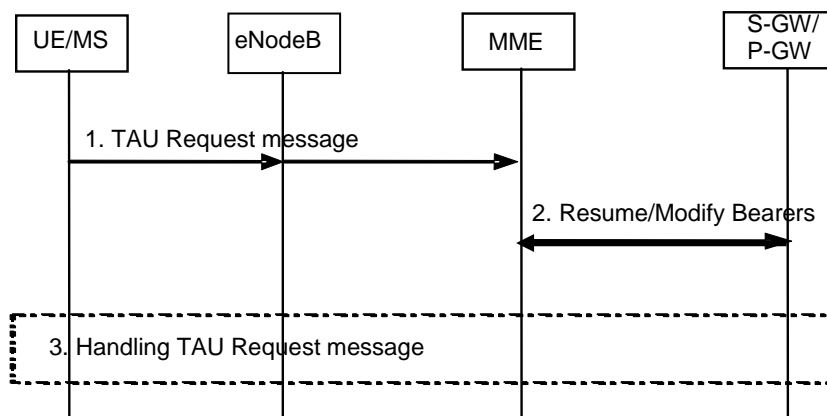 UE/MS
eNodeB
MME
S-GW/
P-GW
1. TAU Request message
2. Resume/Modify Bearers
3. Handling TAU Request message